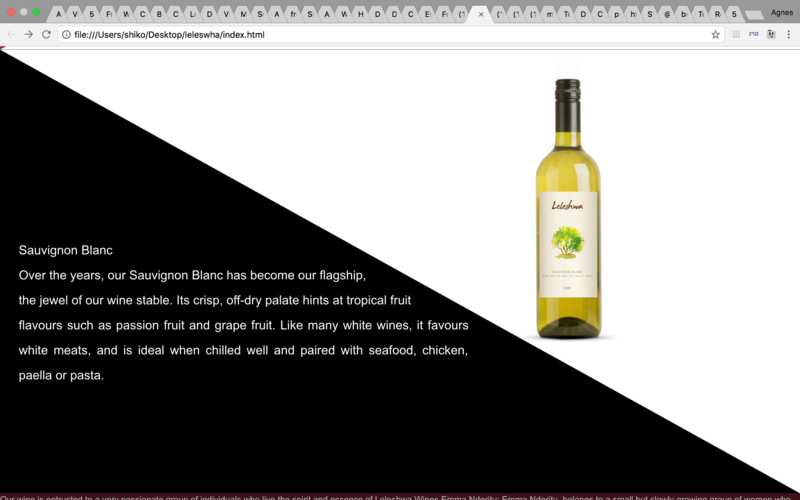 A V 5 F W C B C L D V M S A fr S A W H D D C E F (1 × (1 (1 (1 m T D C p h S @ b T R 5 Agnes
file:///Users/shiko/Desktop/leleswha/index.html
Leleshwa
SAUVIGNON BLANC
Sauvignon Blanc
Over the years, our Sauvignon Blanc has become our flagship,
the jewel of our wine stable. Its crisp, off-dry palate hints at tropical fruit
flavours such as passion fruit and grape fruit. Like many white wines, it favours
white meats, and is ideal when chilled well and paired with seafood, chicken,
paella or pasta.
Our wine is entrusted to a very passionate group of individuals who live the spirit and essence of Leleshwa Wines Emma Nderitu: Emma Nderitu, belongs to a small but slowly growing group of women who